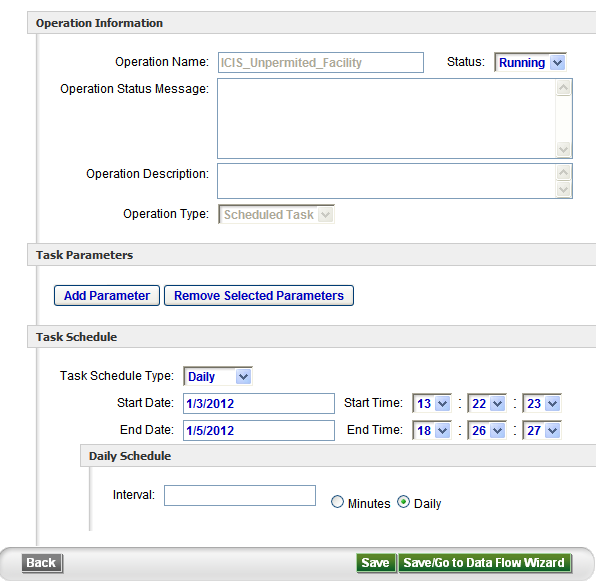 Operation Information
Operation Name: ICIS_Unpermited_Facility Status: Running
Operation Status Message:
Operation Description:
Operation Type: Scheduled Task
Task Parameters
Add Parameter Remove Selected Parameters
Task Schedule
Task Schedule Type: Daily
Start Date: 1/3/2012 Start Time: 13 : 22 : 23
End Date: 1/5/2012 End Time: 18 : 26 : 27
Daily Schedule
Interval: Minutes Daily
Back Save Save/Go to Data Flow Wizard